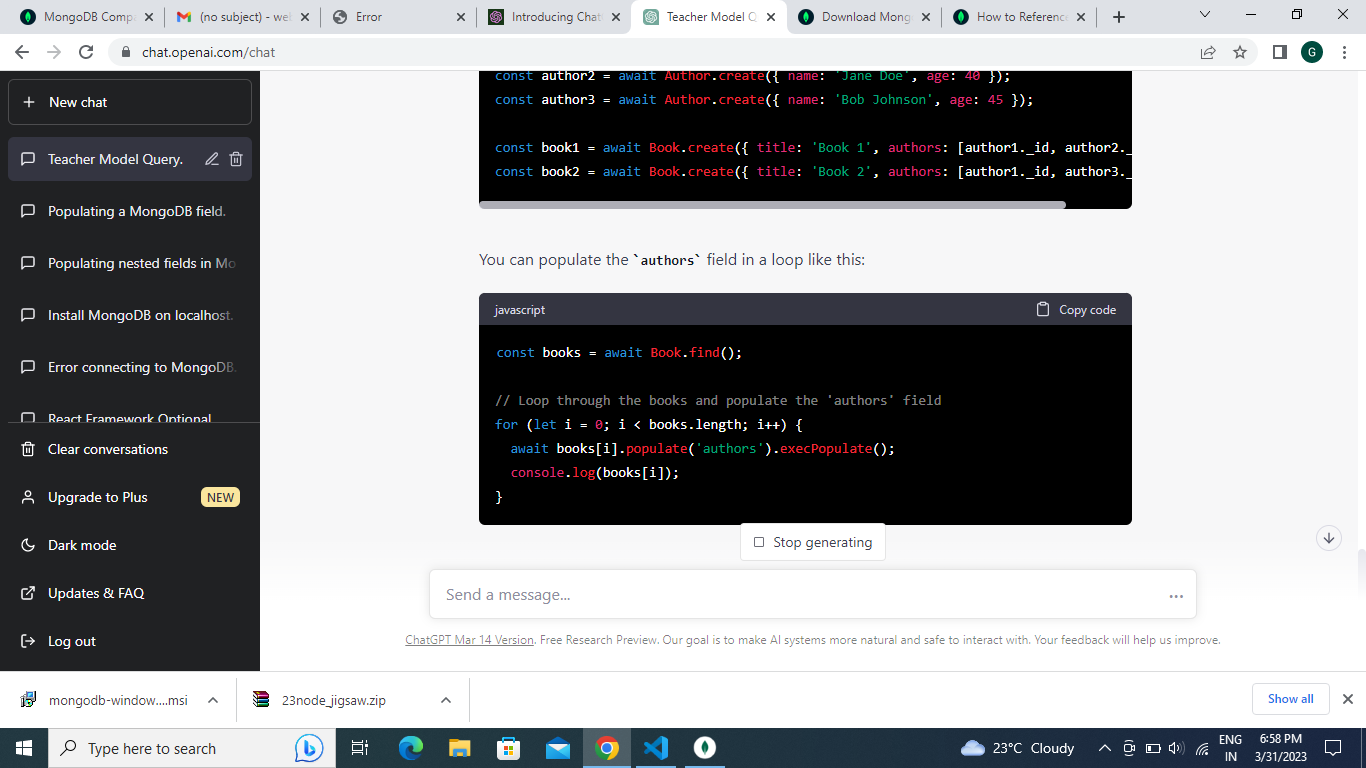 MongoDB Compa
(no subject) - we
Error
Introducing Chat
Teacher Model Q
Download Mong
How to Referenc
chat.openai.com/chat
G
New chat
Teacher Model Query.
Populating a MongoDB field.
Populating nested fields in Mo
Install MongoDB on localhost.
Error connecting to MongoDB.
React Framework Optional
Clear conversations
Upgrade to Plus NEW
Dark mode
Updates & FAQ
Log out
const author2 = await Author.create({ name: 'Jane Doe', age: 40 });
const author3 = await Author.create({ name: 'Bob Johnson', age: 45 });
const book1 = await Book.create({ title: 'Book 1', authors: [author1._id, author2._
const book2 = await Book.create({ title: 'Book 2', authors: [author1._id, author3._
You can populate the `authors` field in a loop like this:
javascript Copy code
const books = await Book.find();
// Loop through the books and populate the 'authors' field
for (let i = 0; i < books.length; i++) {
await books[i].populate('authors').execPopulate();
console.log(books[i]);
}
Stop generating
Send a message...
ChatGPT Mar 14 Version. Free Research Preview. Our goal is to make AI systems more natural and safe to interact with. Your feedback will help us improve.
mongodb-window....msi
23node_jigsaw.zip
Show all
Type here to search
23°C Cloudy
ENG
IN
6:58 PM
3/31/2023